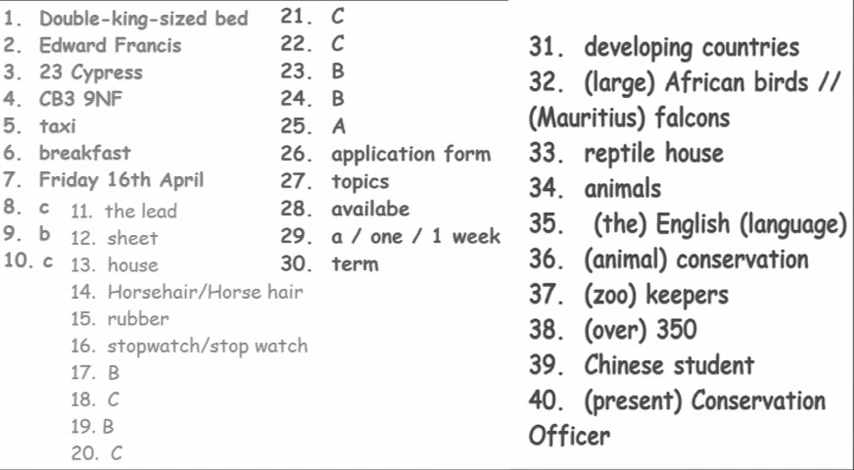 1. Double-king-sized bed
2. Edward Francis
3. 23 Cypress
4. CB3 9NF
5. taxi
6. breakfast
7. Friday 16th April
8. c
9. b
10. c
11. the lead
12. sheet
13. house
14. Horsehair/Horse hair
15. rubber
16. stopwatch/stop watch
17. B
18. C
19. B
20. C
21. C
22. C
23. B
24. B
25. A
26. application form
27. topics
28. availabe
29. a / one / 1 week
30. term
31. developing countries
32. (large) African birds //
(Mauritius) falcons
33. reptile house
34. animals
35. (the) English (language)
36. (animal) conservation
37. (zoo) keepers
38. (over) 350
39. Chinese student
40. (present) Conservation
Officer